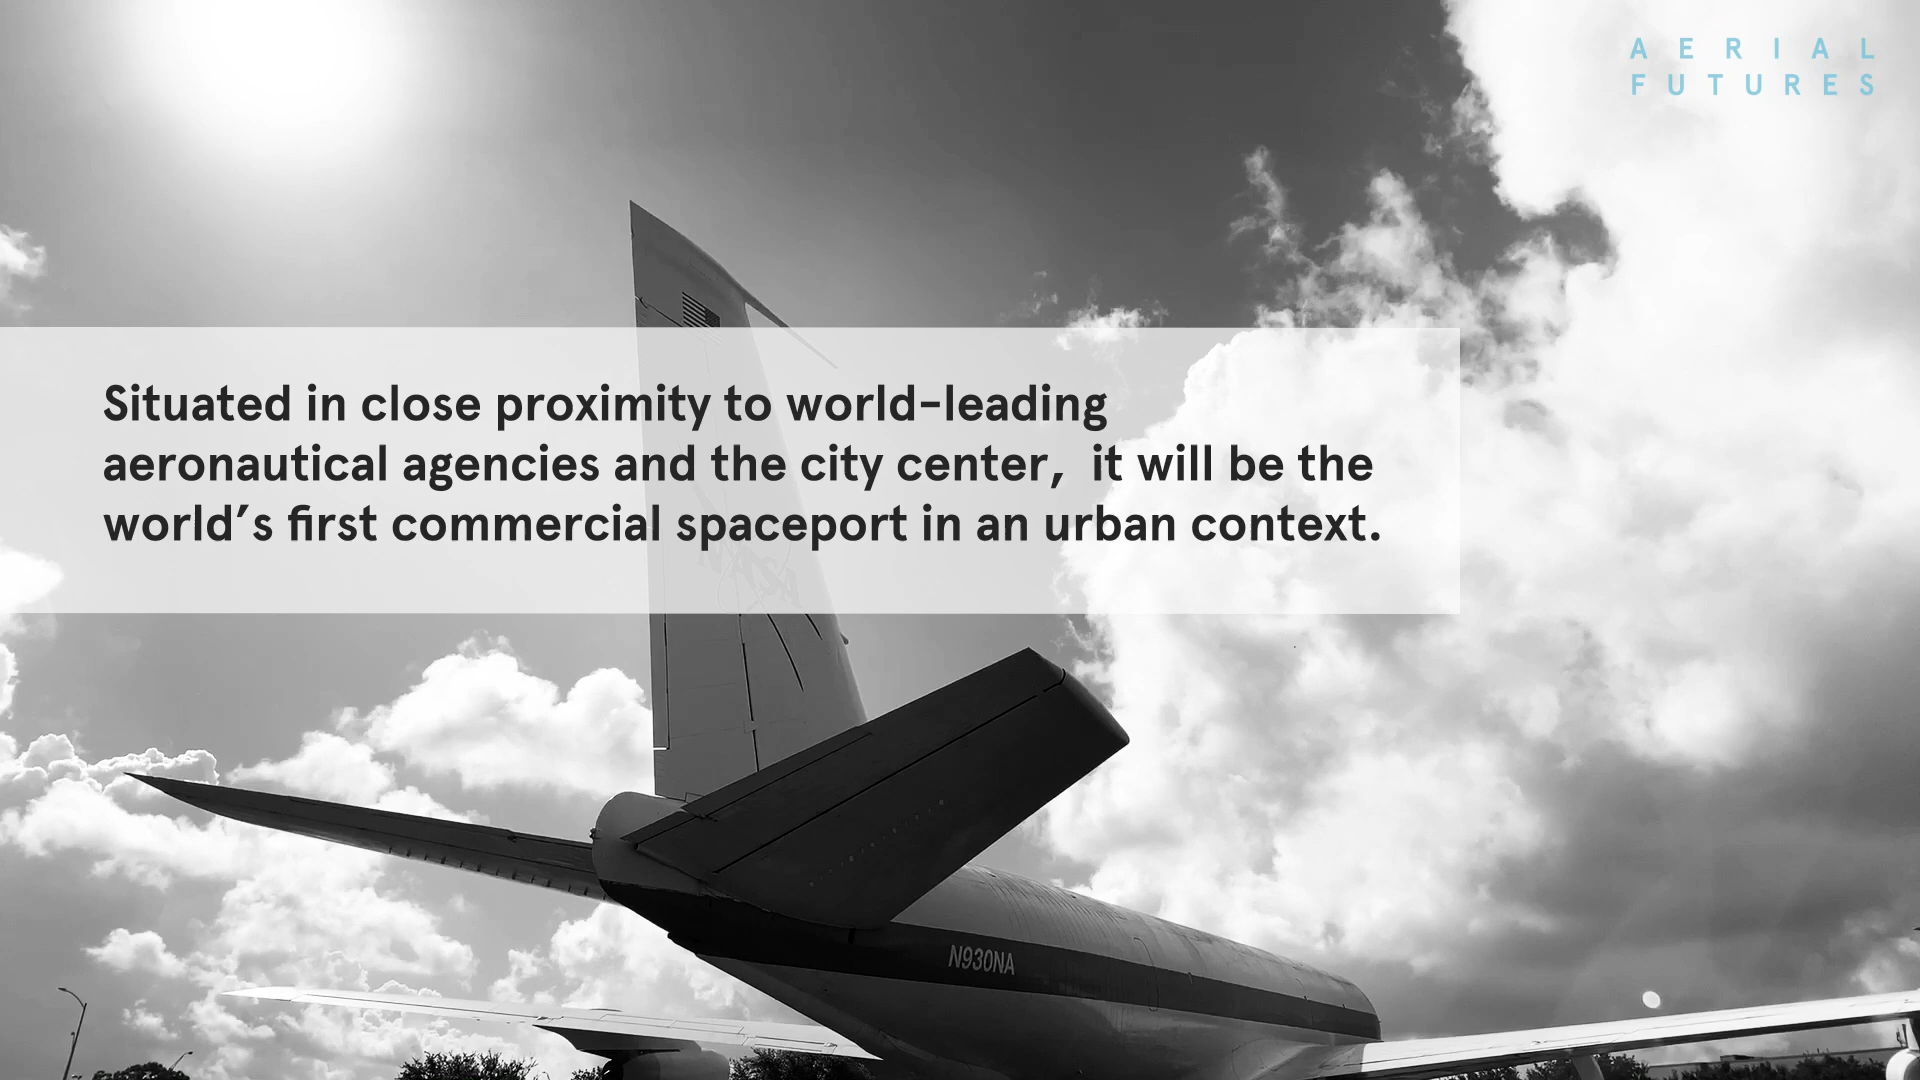 A E R I A L
F U T U R E S
Situated in close proximity to world-leading
aeronautical agencies and the city center,  it will be the
world’s first commercial spaceport in an urban context.
NASA
N930NA